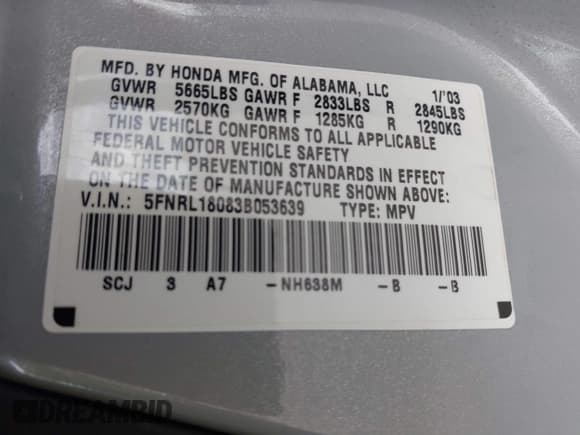 MFD. BY HONDA MFG. OF ALABAMA, LLC 1/'03
GVWR 5665LBS GAWR F 2833LBS R 2845LBS
GVWR 2570KG GAWR F 1285KG R 1290KG
THIS VEHICLE CONFORMS TO ALL APPLICABLE
FEDERAL MOTOR VEHICLE SAFETY
AND THEFT PREVENTION STANDARDS IN EFFECT
ON THE DATE OF MANUFACTURE SHOWN ABOVE:
V.I.N.: 5FNRL18083B053639 TYPE: MPV
SCJ 3 A7 -NH638M -B -B
DREAMBID